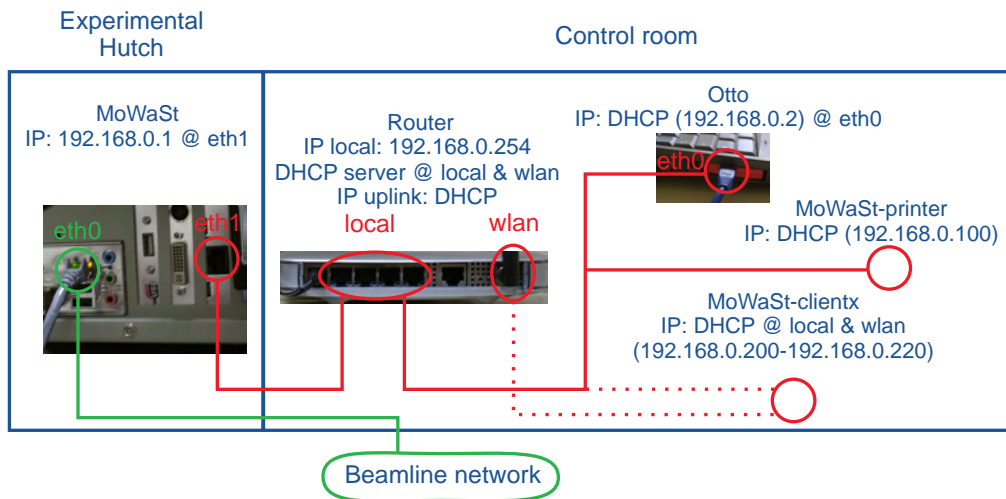 Experimental
Hutch
Control room
MoWaSt
IP: 192.168.0.1 @ eth1
eth0
eth1
Router
IP local: 192.168.0.254
DHCP server @ local & wlan
IP uplink: DHCP
local
wlan
Otto
IP: DHCP (192.168.0.2) @ eth0
eth0
MoWaSt-printer
IP: DHCP (192.168.0.100)
MoWaSt-clientx
IP: DHCP @ local & wlan
(192.168.0.200-192.168.0.220)
Beamline network